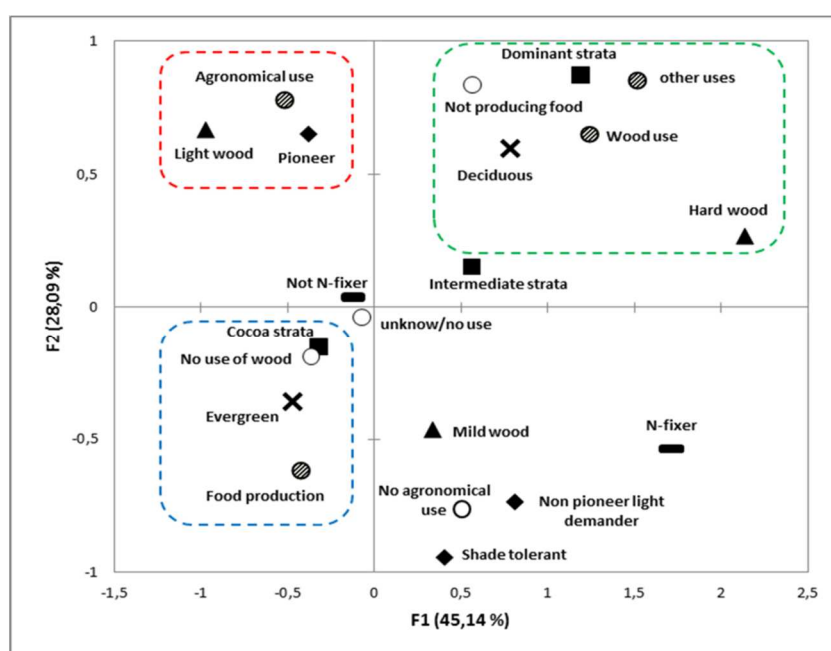 1
Dominant strata
Agronomical use
other uses
Not producing food
Light wood
Pioneer
Wood use
0,5
Deciduous
Hard wood
Not N-fixer
Intermediate strata
0
unknow/no use
Cocoa strata
No use of wood
Evergreen
Mild wood
N-fixer
-0,5
Food production
No agronomical
use
Non pioneer light
demander
Shade tolerant
-1
-1,5
-1
-0,5
0
0,5
1
1,5
2
2,5
F1 (45,14 %)
F2 (28,09 %)